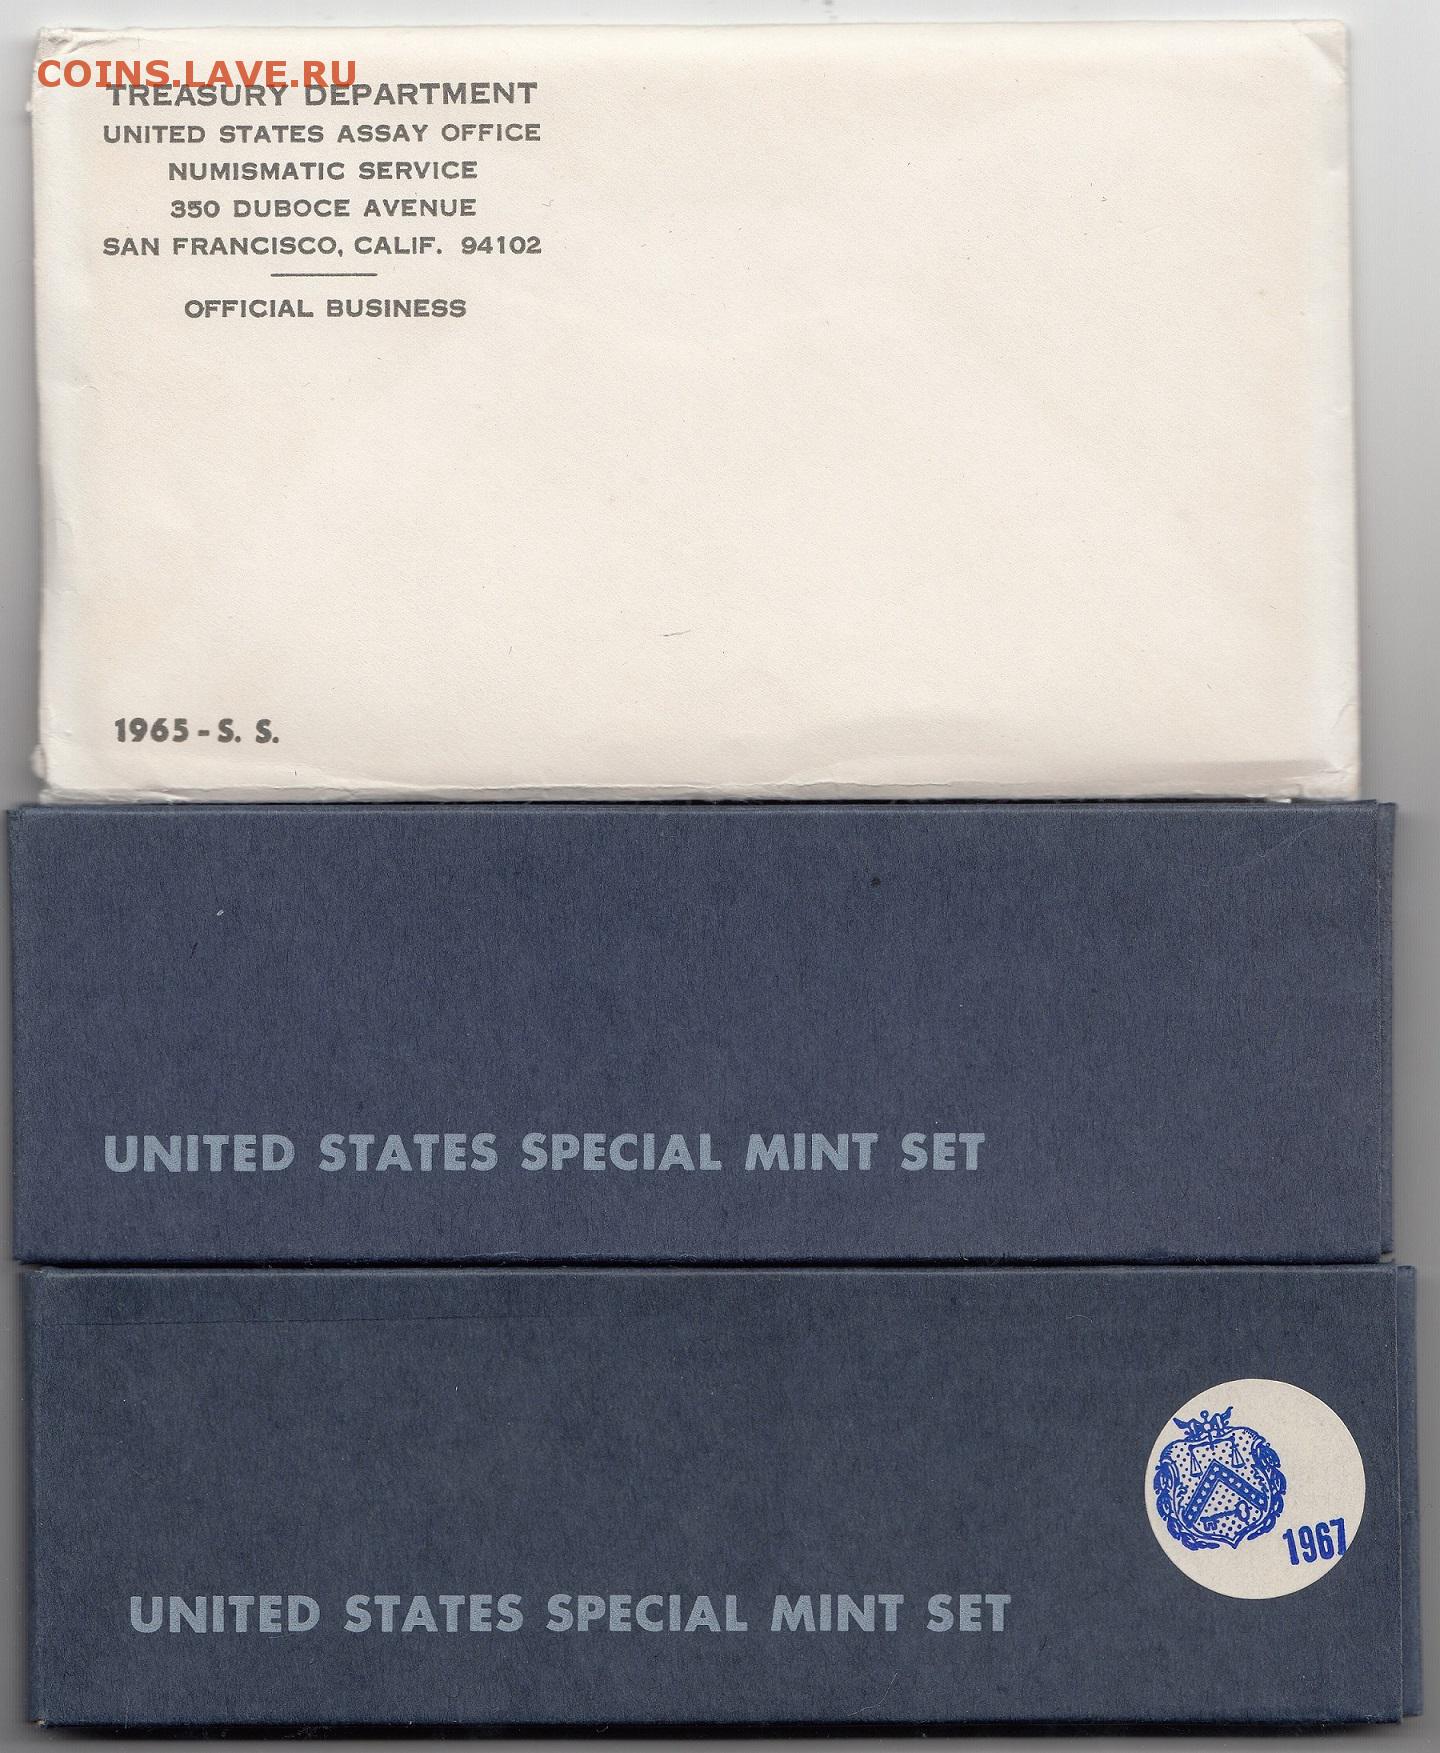 COINS.LAVE.RU
TREASURY DEPARTMENT
UNITED STATES ASSAY OFFICE
NUMISMATIC SERVICE
350 DUBOCE AVENUE
SAN FRANCISCO, CALIF. 94102
OFFICIAL BUSINESS
1965-S. S.
UNITED STATES SPECIAL MINT SET
1967
UNITED STATES SPECIAL MINT SET